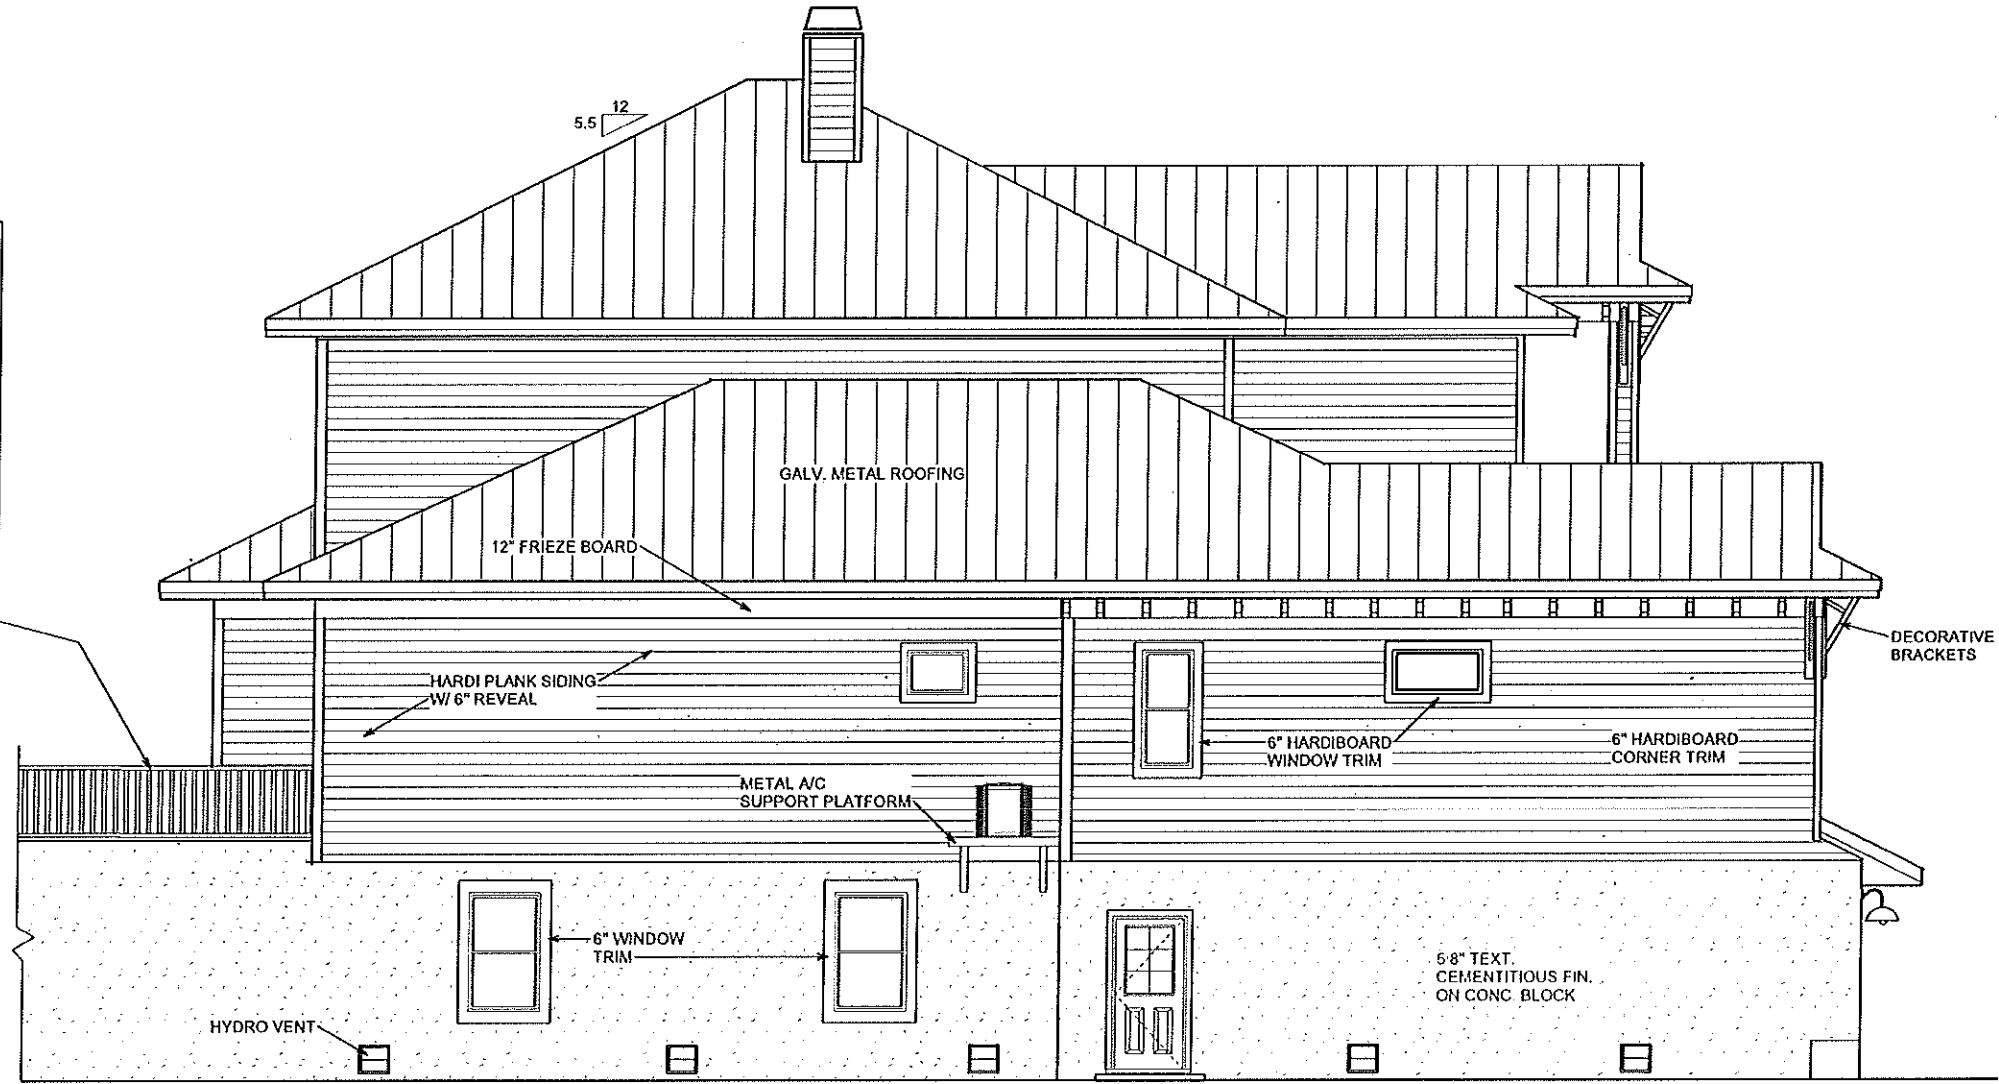 12
5.5
GALV. METAL ROOFING
12" FRIEZE BOARD
DECORATIVE
BRACKETS
HARDI PLANK SIDING
W/ 6" REVEAL
6" HARDIBOARD
WINDOW TRIM
6" HARDIBOARD
CORNER TRIM
METAL A/C
SUPPORT PLATFORM
6" WINDOW
TRIM
5-8" TEXT.
CEMENTITIOUS FIN.
ON CONC. BLOCK
HYDRO VENT